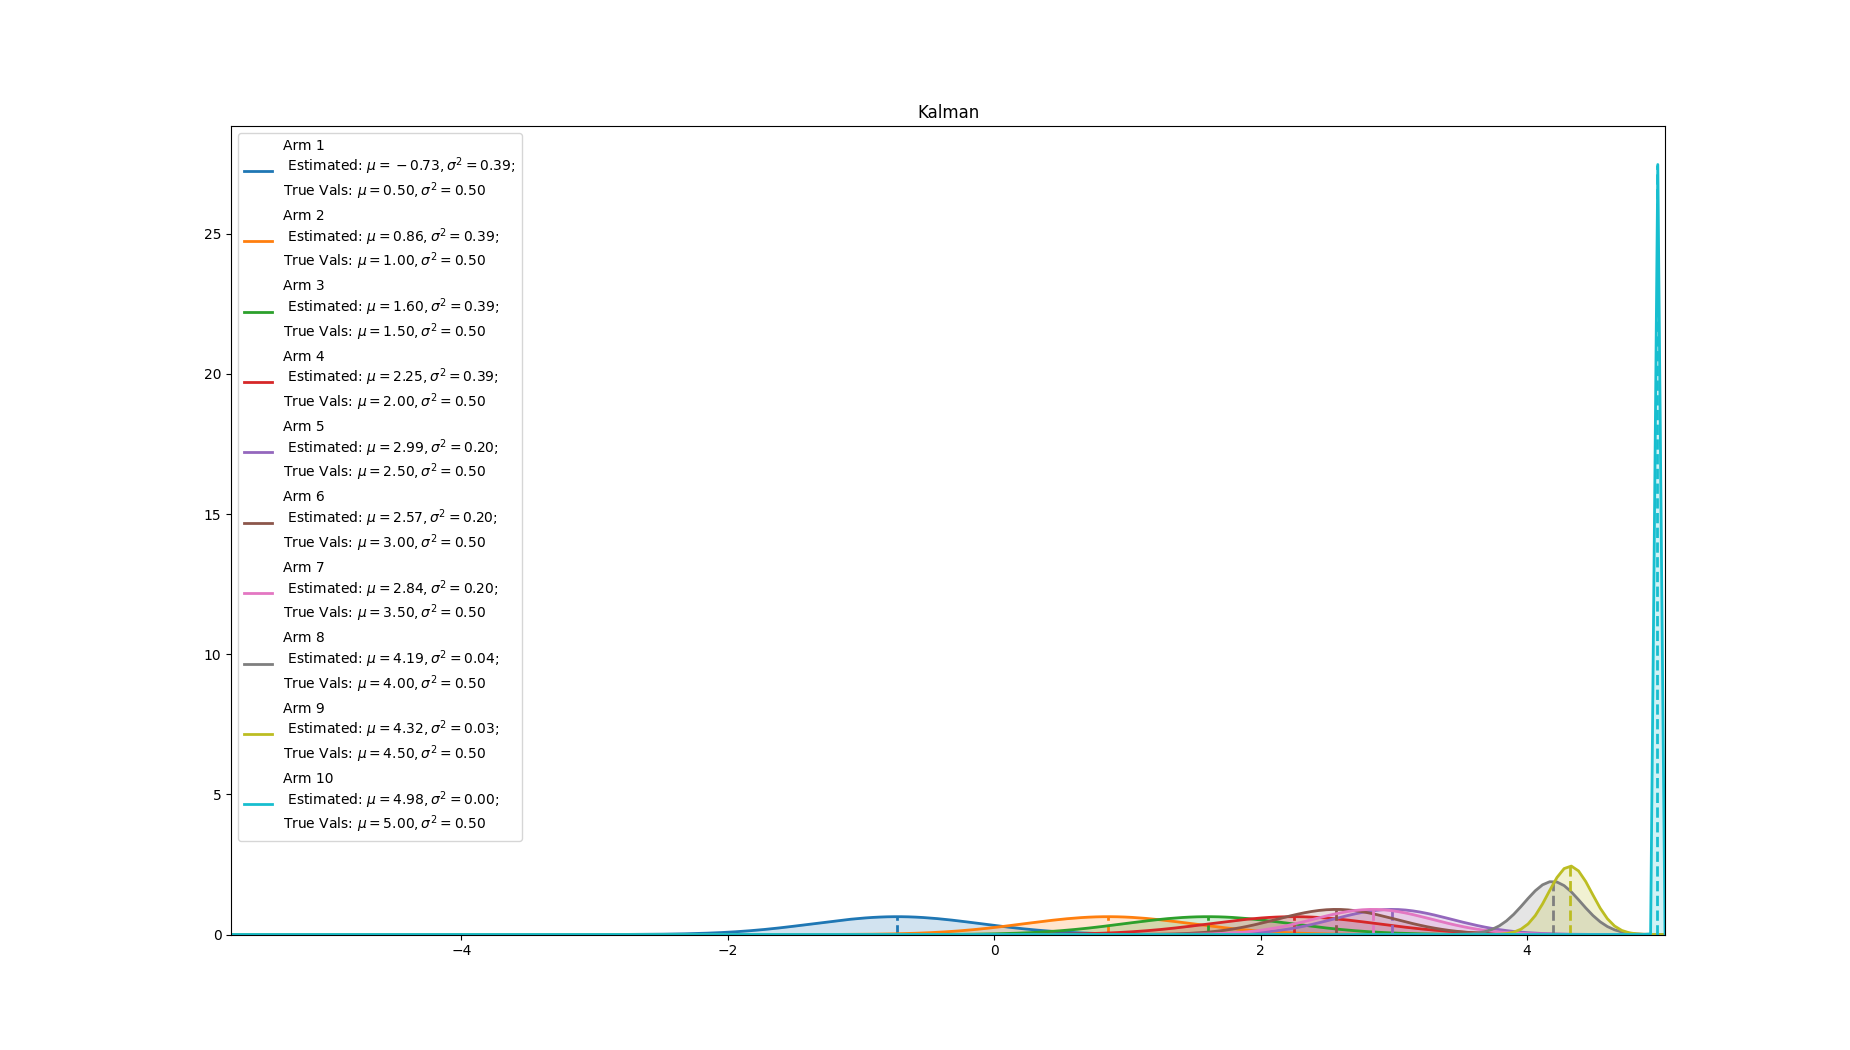 Kalman
Arm 1
Estimated: μ = −0.73, σ² = 0.39;
True Vals: μ = 0.50, σ² = 0.50
Arm 2
Estimated: μ = 0.86, σ² = 0.39;
True Vals: μ = 1.00, σ² = 0.50
Arm 3
Estimated: μ = 1.60, σ² = 0.39;
True Vals: μ = 1.50, σ² = 0.50
Arm 4
Estimated: μ = 2.25, σ² = 0.39;
True Vals: μ = 2.00, σ² = 0.50
Arm 5
Estimated: μ = 2.99, σ² = 0.20;
True Vals: μ = 2.50, σ² = 0.50
Arm 6
Estimated: μ = 2.57, σ² = 0.20;
True Vals: μ = 3.00, σ² = 0.50
Arm 7
Estimated: μ = 2.84, σ² = 0.20;
True Vals: μ = 3.50, σ² = 0.50
Arm 8
Estimated: μ = 4.19, σ² = 0.04;
True Vals: μ = 4.00, σ² = 0.50
Arm 9
Estimated: μ = 4.32, σ² = 0.03;
True Vals: μ = 4.50, σ² = 0.50
Arm 10
Estimated: μ = 4.98, σ² = 0.00;
True Vals: μ = 5.00, σ² = 0.50
25
20
15
10
5
0
−4 −2 0 2 4